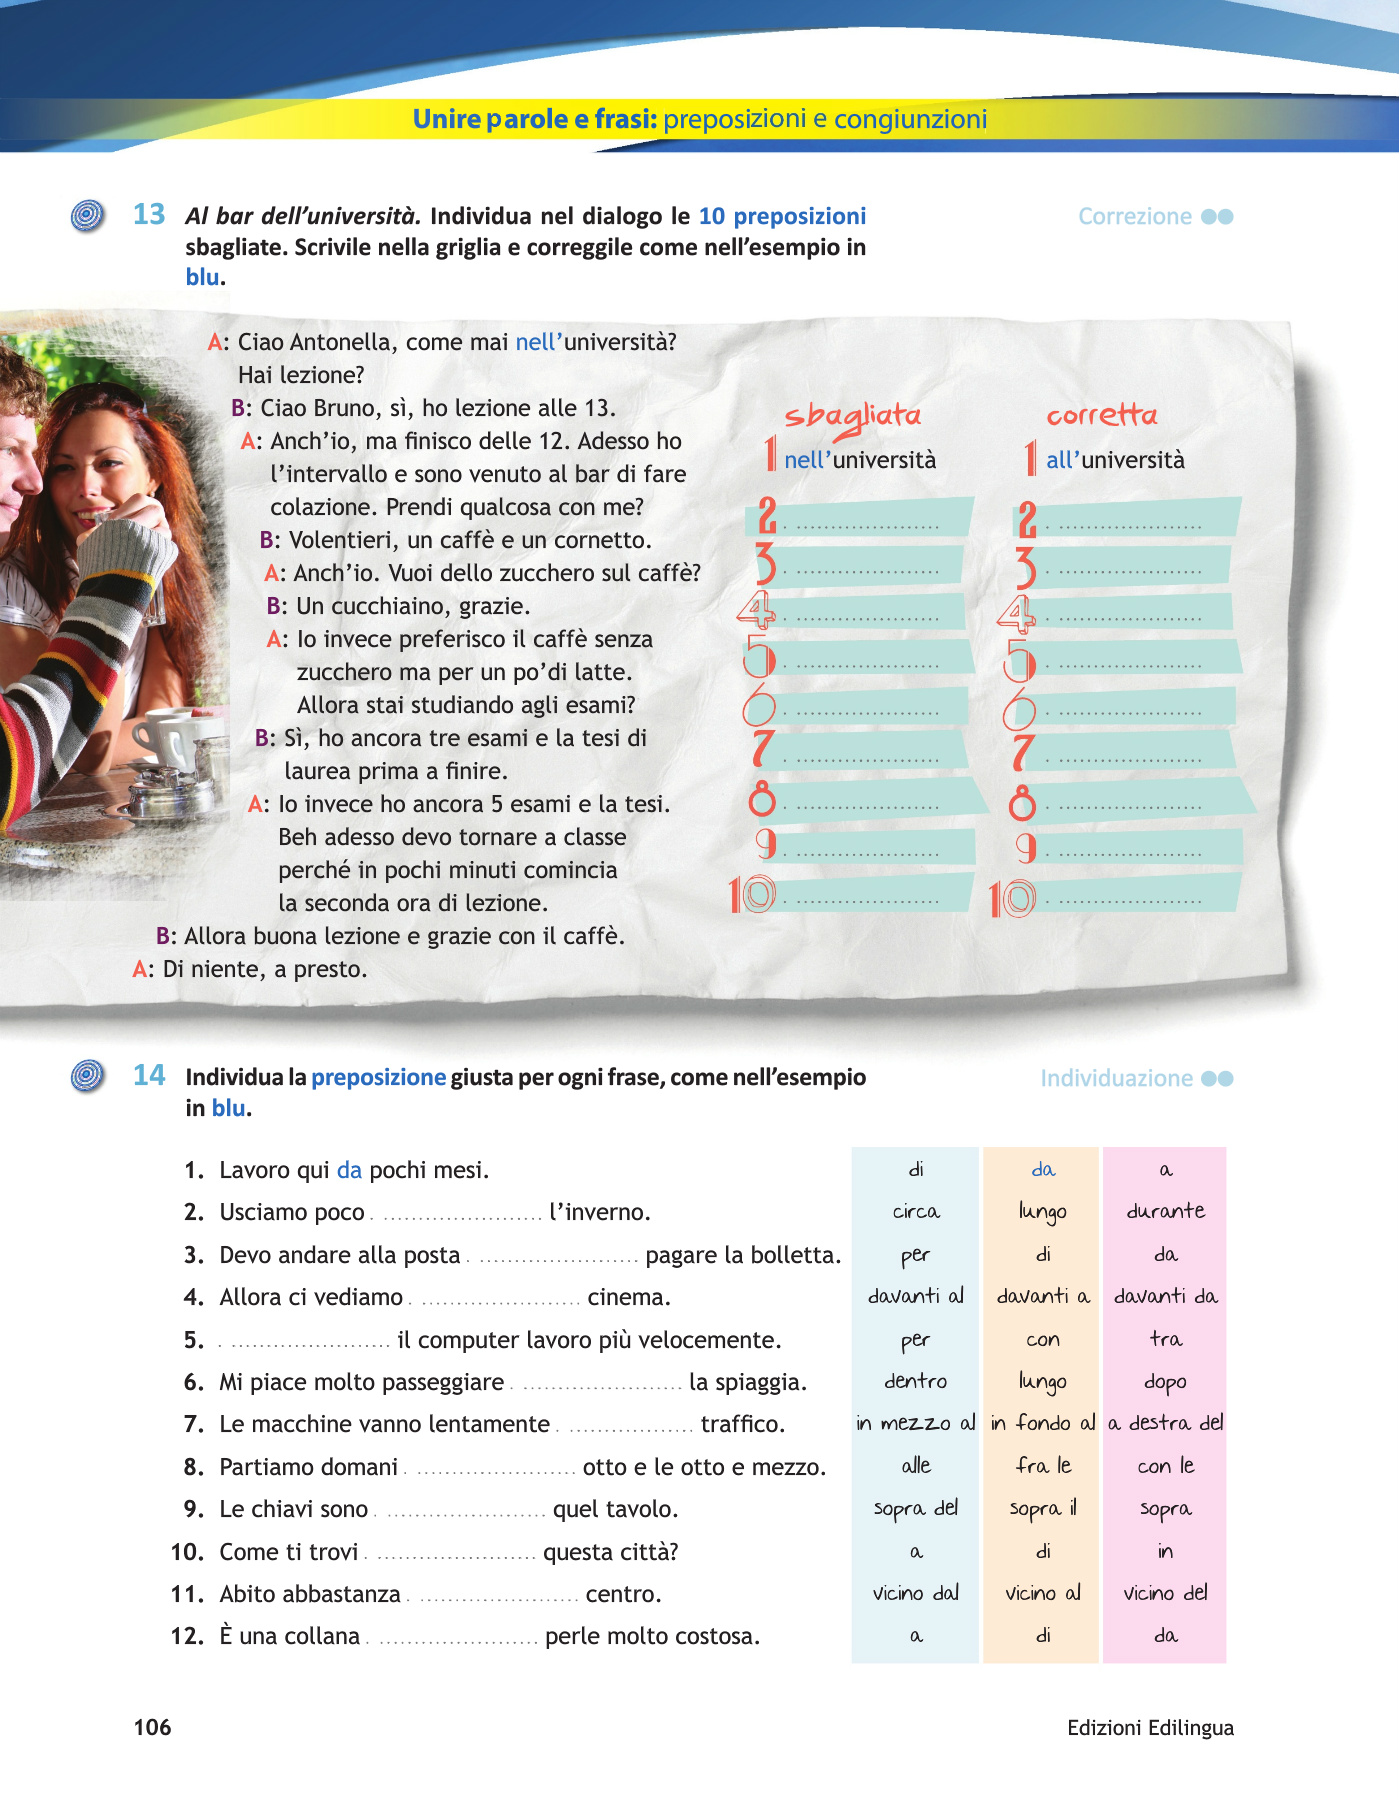 Unire parole e frasi: preposizioni e congiunzioni
13 Al bar dell'università. Individua nel dialogo le 10 preposizioni
sbagliate. Scrivile nella griglia e correggile come nell'esempio in
blu.
Correzione
A: Ciao Antonella, come mai nell'università?
Hai lezione?
B: Ciao Bruno, sì, ho lezione alle 13.
A: Anch'io, ma finisco delle 12. Adesso ho
l'intervallo e sono venuto al bar di fare
colazione. Prendi qualcosa con me?
B: Volentieri, un caffè e un cornetto.
A: Anch'io. Vuoi dello zucchero sul caffè?
B: Un cucchiaino, grazie.
A: Io invece preferisco il caffè senza
zucchero ma per un po'di latte.
Allora stai studiando agli esami?
B: Sì, ho ancora tre esami e la tesi di
laurea prima a finire.
A: Io invece ho ancora 5 esami e la tesi.
Beh adesso devo tornare a classe
perché in pochi minuti comincia
la seconda ora di lezione.
B: Allora buona lezione e grazie con il caffè.
A: Di niente, a presto.
sbagliata corretta
1 nell'università 1 all'università
2 . ..................... 2 . .....................
3 . ..................... 3 . .....................
4 . ..................... 4 . .....................
5 . ..................... 5 . .....................
6 . ..................... 6 . .....................
7 . ..................... 7 . .....................
8 . ..................... 8 . .....................
9 . ..................... 9 . .....................
10 . ..................... 10 . .....................
14 Individua la preposizione giusta per ogni frase, come nell'esempio
in blu.
Individuazione
1. Lavoro qui da pochi mesi. di da a
2. Usciamo poco . ....................... l'inverno. circa lungo durante
3. Devo andare alla posta . ....................... pagare la bolletta. per di da
4. Allora ci vediamo . ....................... cinema. davanti al davanti a davanti da
5. . ....................... il computer lavoro più velocemente. per con tra
6. Mi piace molto passeggiare . ....................... la spiaggia. dentro lungo dopo
7. Le macchine vanno lentamente . .................. traffico. in mezzo al in fondo al a destra del
8. Partiamo domani . ....................... otto e le otto e mezzo. alle fra le con le
9. Le chiavi sono . ....................... quel tavolo. sopra del sopra il sopra
10. Come ti trovi . ....................... questa città? a di in
11. Abito abbastanza . ....................... centro. vicino dal vicino al vicino del
12. È una collana . ....................... perle molto costosa. a di da
106
Edizioni Edilingua